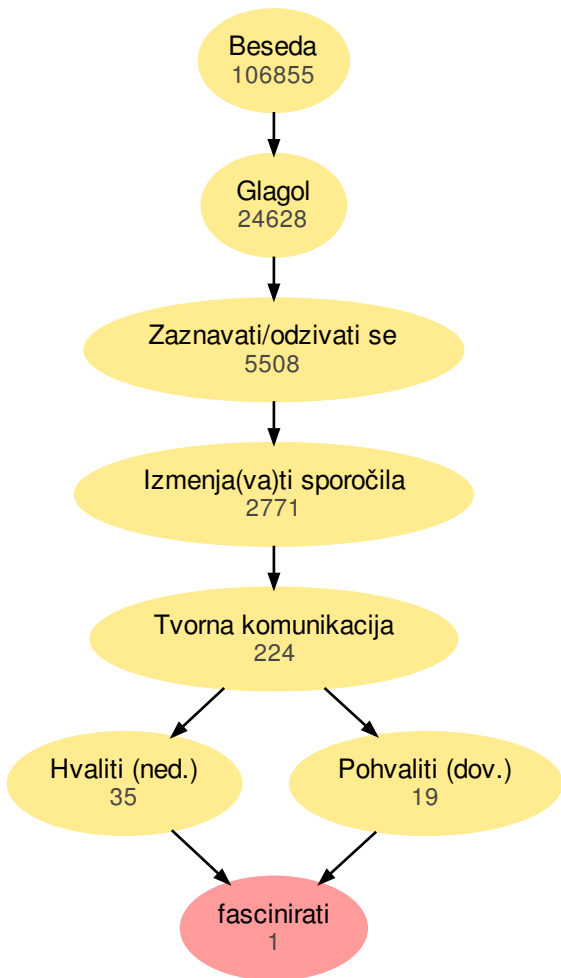 Beseda
106855
Glagol
24628
Zaznavati/odzivati se
5508
Izmenja(va)ti sporočila
2771
Tvorna komunikacija
224
Hvaliti (ned.)
35
Pohvaliti (dov.)
19
fascinirati
1